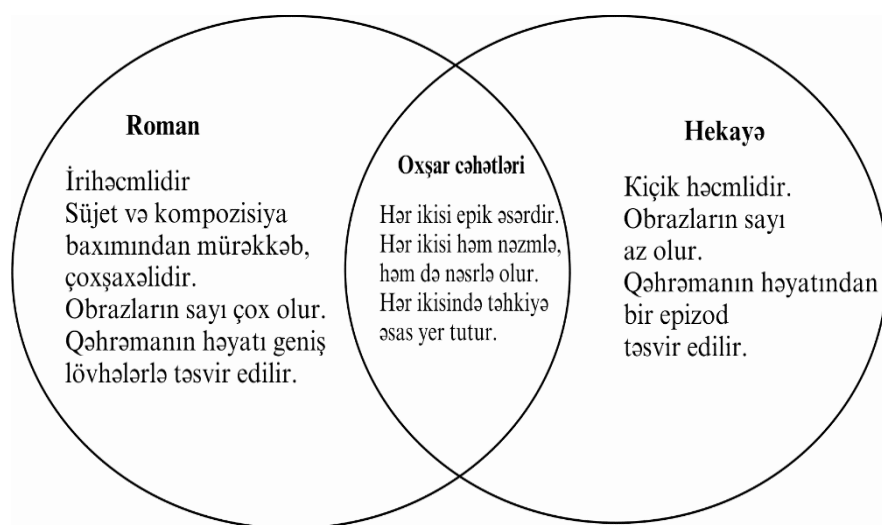 Roman
İrihəcmlidir
Süjet və kompozisiya
baxımından mürəkkəb,
çoxşaxəlidir.
Obrazların sayı çox olur.
Qəhrəmanın həyatı geniş
lövhələrlə təsvir edilir.
Oxşar cəhətləri
Hər ikisi epik əsərdir.
Hər ikisi həm nəzmlə,
həm də nəsrlə olur.
Hər ikisində təhkiyə
əsas yer tutur.
Hekayə
Kiçik həcmlidir.
Obrazların sayı
az olur.
Qəhrəmanın həyatından
bir epizod
təsvir edilir.